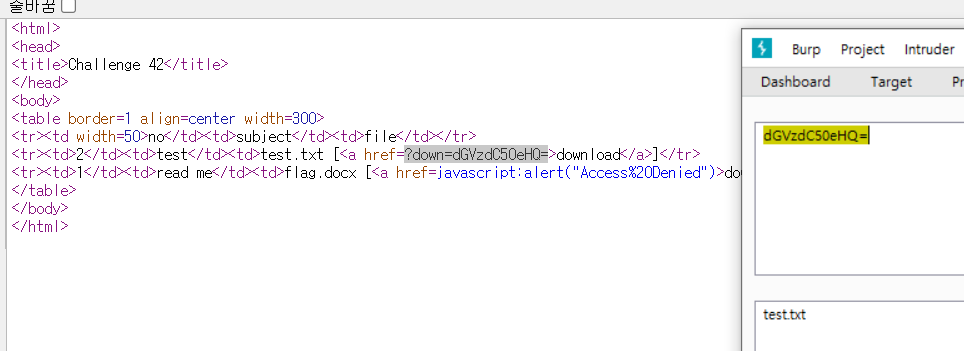 줄바꿈
<html>
<head>
<title>Challenge 42</title>
</head>
<body>
<table border=1 align=center width=300>
<tr><td width=50>no</td><td>subject</td><td>file</td></tr>
<tr><td>2</td><td>test</td><td>test.txt [<a href=?down=dGVzdC50eHQ=>download</a>]</td></tr>
<tr><td>1</td><td>read me</td><td>flag.docx [<a href=javascript:alert("Access%20Denied")>do
</table>
</body>
</html>
Burp Project Intruder
Dashboard Target
dGVzdC50eHQ=
test.txt